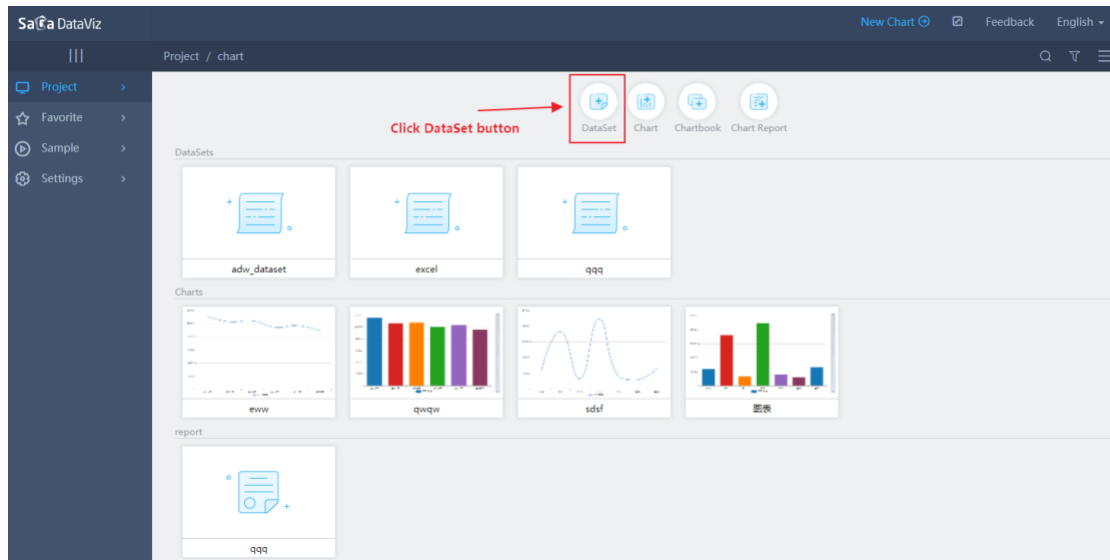 SaCa DataViz
New Chart
Feedback
English
Project / chart
Project
Favorite
Sample
Settings
Click DataSet button
DataSet
Chart
Chartbook
Chart Report
DataSets
adw_dataset
excel
qqq
Charts
eww
qwqw
sdsf
图表
report
qqq